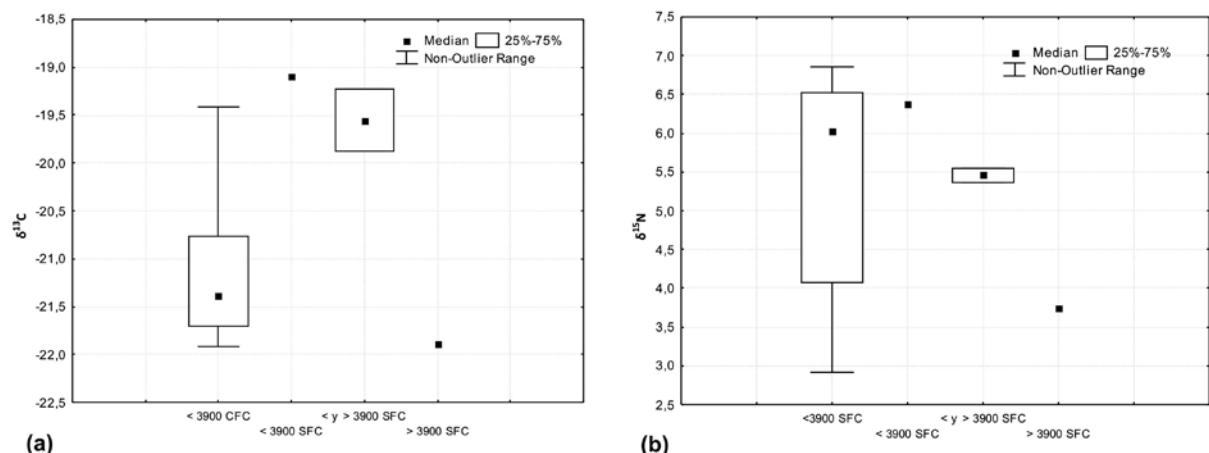 -18,5
-19,0
-19,5
-20,0
-20,5
-21,0
-21,5
-22,0
-22,5
δ13C
Median 25%-75%
Non-Outlier Range
< 3900 CFC < y > 3900 SFC
< 3900 SFC > 3900 SFC
(a)
7,5
7,0
6,5
6,0
5,5
5,0
4,5
4,0
3,5
3,0
2,5
δ15N
Median 25%-75%
Non-Outlier Range
<3900 SFC < y > 3900 SFC
< 3900 SFC > 3900 SFC
(b)